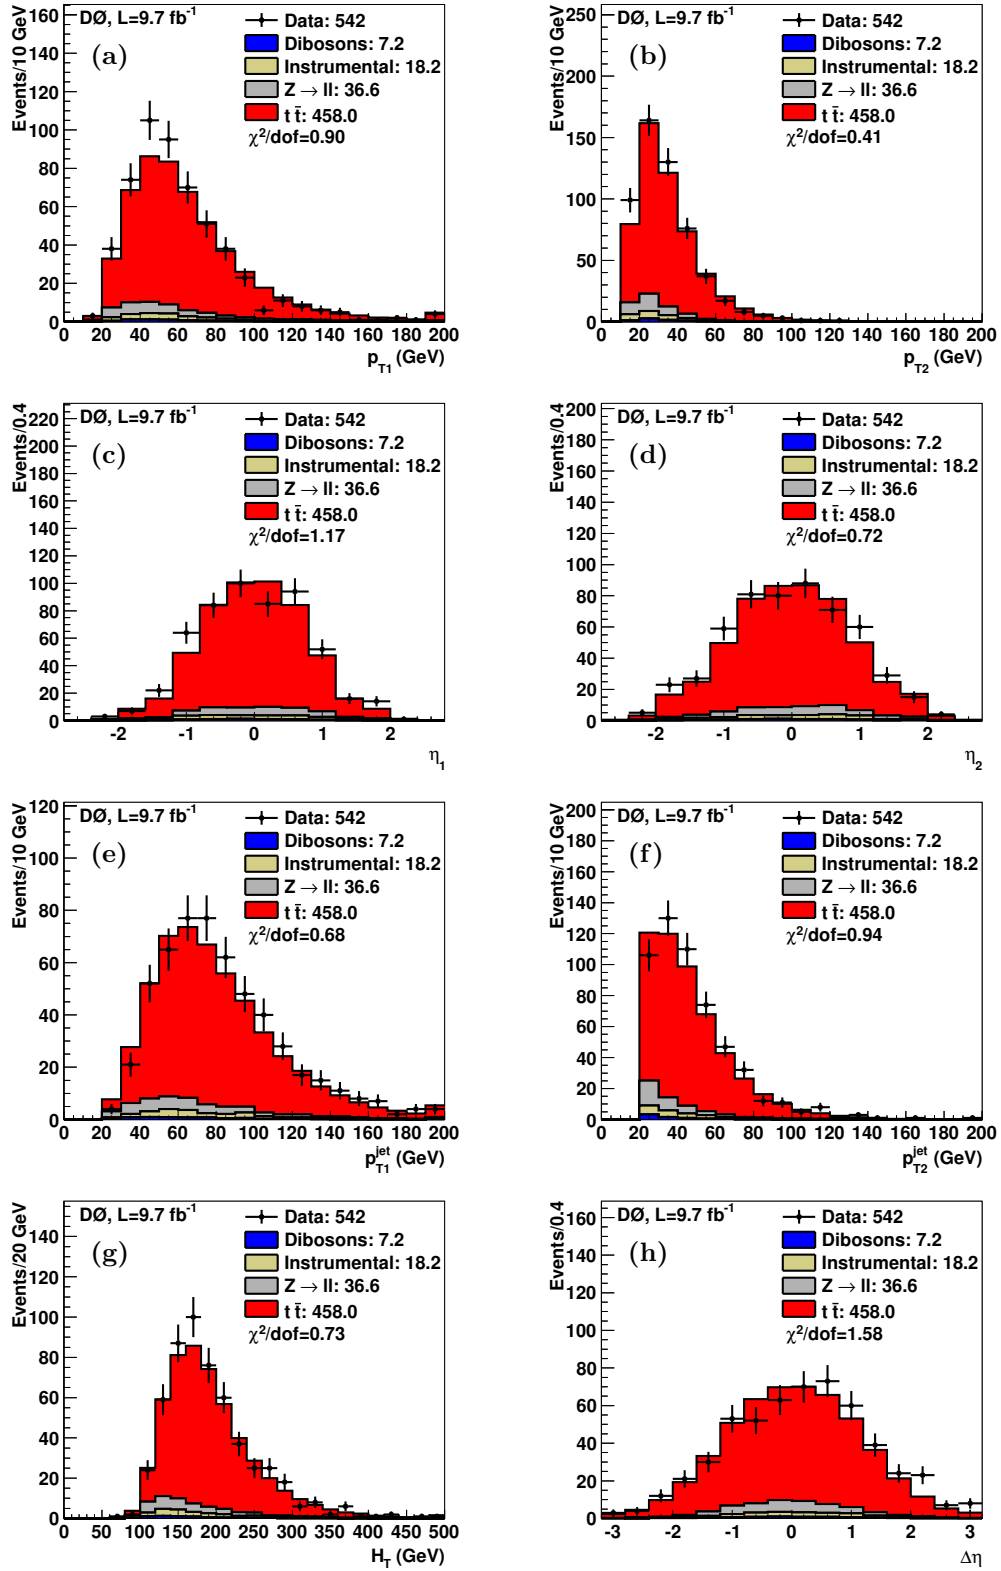 DØ, L=9.7 fb⁻¹
(a)
Data: 542
Dibosons: 7.2
Instrumental: 18.2
Z → ll: 36.6
t t̄: 458.0
χ²/dof=0.90
Events/10 GeV
160
140
120
100
80
60
40
20
0
0 20 40 60 80 100 120 140 160 180 200
p_T1 (GeV)
DØ, L=9.7 fb⁻¹
(b)
Data: 542
Dibosons: 7.2
Instrumental: 18.2
Z → ll: 36.6
t t̄: 458.0
χ²/dof=0.41
Events/10 GeV
250
200
150
100
50
0
0 20 40 60 80 100 120 140 160 180 200
p_T2 (GeV)
DØ, L=9.7 fb⁻¹
(c)
Data: 542
Dibosons: 7.2
Instrumental: 18.2
Z → ll: 36.6
t t̄: 458.0
χ²/dof=1.17
Events/0.4
220
200
180
160
140
120
100
80
60
40
20
0
-2 -1 0 1 2
η_1
DØ, L=9.7 fb⁻¹
(d)
Data: 542
Dibosons: 7.2
Instrumental: 18.2
Z → ll: 36.6
t t̄: 458.0
χ²/dof=0.72
Events/0.4
200
180
160
140
120
100
80
60
40
20
0
-2 -1 0 1 2
η_2
DØ, L=9.7 fb⁻¹
(e)
Data: 542
Dibosons: 7.2
Instrumental: 18.2
Z → ll: 36.6
t t̄: 458.0
χ²/dof=0.68
Events/10 GeV
120
100
80
60
40
20
0
0 20 40 60 80 100 120 140 160 180 200
p_T1^jet (GeV)
DØ, L=9.7 fb⁻¹
(f)
Data: 542
Dibosons: 7.2
Instrumental: 18.2
Z → ll: 36.6
t t̄: 458.0
χ²/dof=0.94
Events/10 GeV
200
180
160
140
120
100
80
60
40
20
0
0 20 40 60 80 100 120 140 160 180 200
p_T2^jet (GeV)
DØ, L=9.7 fb⁻¹
(g)
Data: 542
Dibosons: 7.2
Instrumental: 18.2
Z → ll: 36.6
t t̄: 458.0
χ²/dof=0.73
Events/20 GeV
140
120
100
80
60
40
20
0
0 50 100 150 200 250 300 350 400 450 500
H_T (GeV)
DØ, L=9.7 fb⁻¹
(h)
Data: 542
Dibosons: 7.2
Instrumental: 18.2
Z → ll: 36.6
t t̄: 458.0
χ²/dof=1.58
Events/0.4
160
140
120
100
80
60
40
20
0
-3 -2 -1 0 1 2 3
Δη